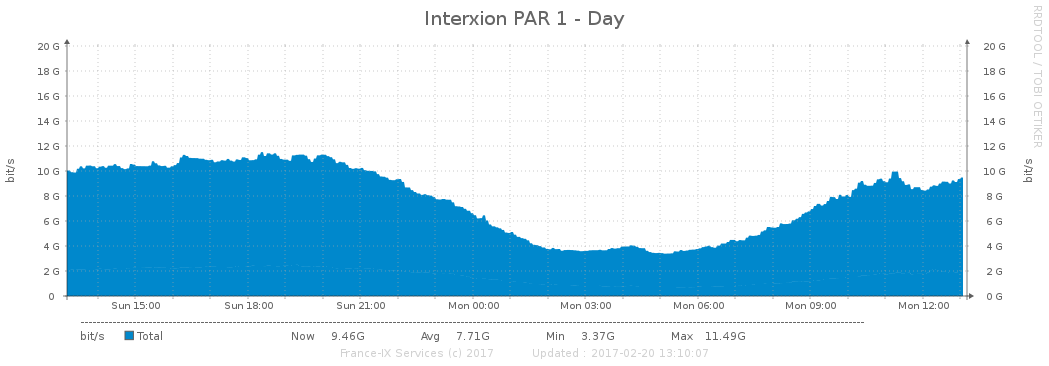 Interxion PAR 1 - Day
RRDTOOL / TOBI OETIKER
bit/s
20 G 20 G
18 G 18 G
16 G 16 G
14 G 14 G
12 G 12 G
10 G 10 G
8 G 8 G
6 G 6 G
4 G 4 G
2 G 2 G
0 0 G
bit/s
Sun 15:00 Sun 18:00 Sun 21:00 Mon 00:00 Mon 03:00 Mon 06:00 Mon 09:00 Mon 12:00
bit/s Total Now 9.46G Avg 7.71G Min 3.37G Max 11.49G
France-IX Services (c) 2017 Updated : 2017-02-20 13:10:07